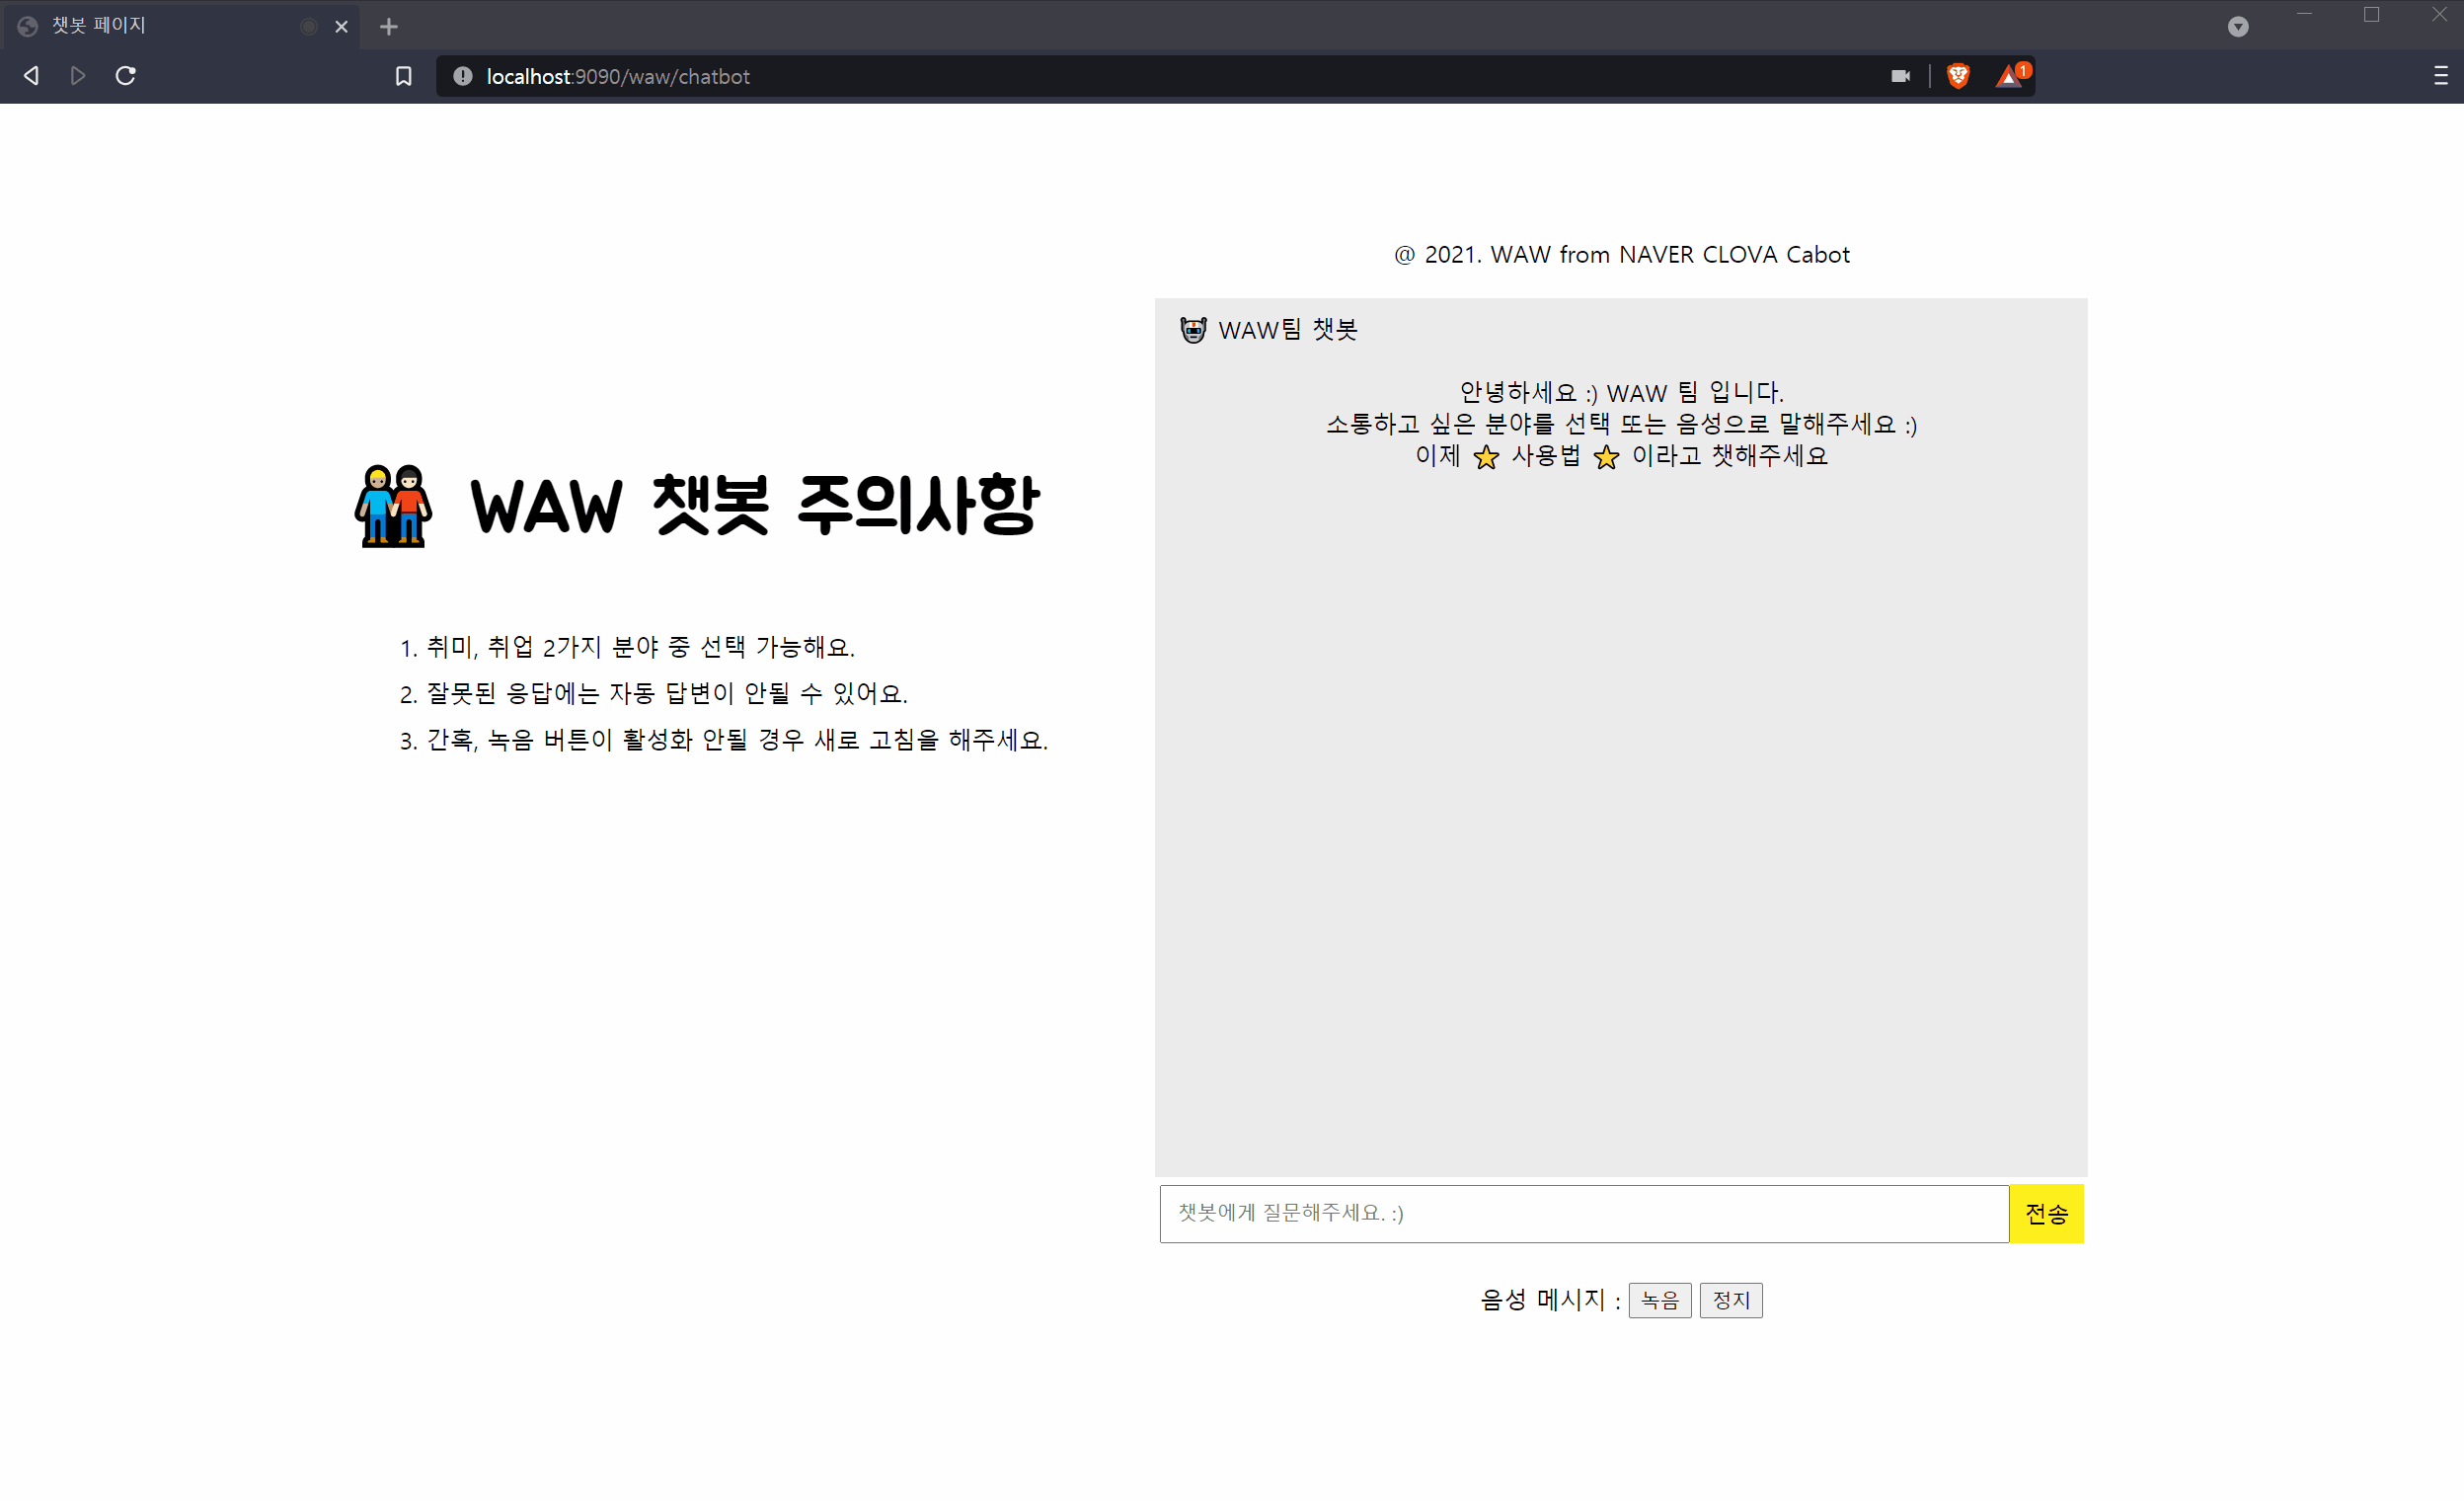 챗봇 페이지
localhost:9090/waw/chatbot
1
@ 2021. WAW from NAVER CLOVA Cabot
WAW팀 챗봇
안녕하세요 :) WAW 팀 입니다.
소통하고 싶은 분야를 선택 또는 음성으로 말해주세요 :)
이제 ⭐ 사용법 ⭐ 이라고 챗해주세요
WAW 챗봇 주의사항
1. 취미, 취업 2가지 분야 중 선택 가능해요.
2. 잘못된 응답에는 자동 답변이 안될 수 있어요.
3. 간혹, 녹음 버튼이 활성화 안될 경우 새로 고침을 해주세요.
챗봇에게 질문해주세요. :)
전송
음성 메시지 : 녹음 정지